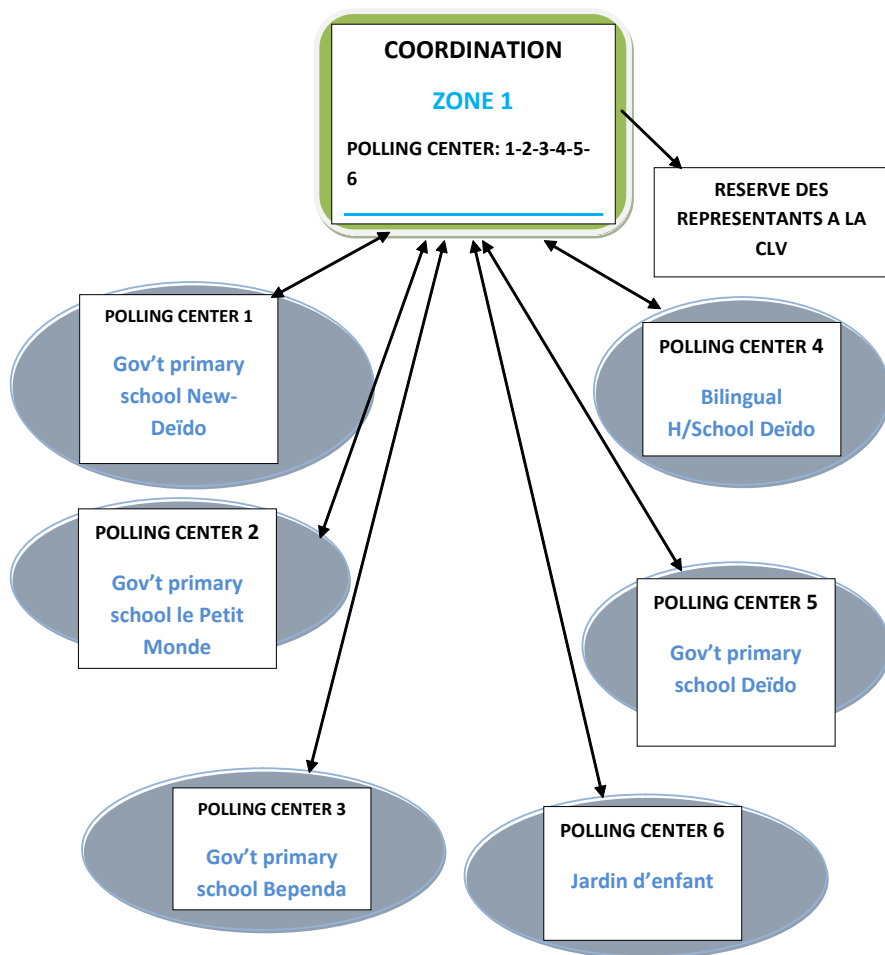 COORDINATION
ZONE 1
POLLING CENTER: 1-2-3-4-5-
6
RESERVE DES
REPRESENTANTS A LA
CLV
POLLING CENTER 1
Gov’t primary
school New-
Deïdo
POLLING CENTER 4
Bilingual
H/School Deïdo
POLLING CENTER 2
Gov’t primary
school le Petit
Monde
POLLING CENTER 5
Gov’t primary
school Deïdo
POLLING CENTER 3
Gov’t primary
school Bependa
POLLING CENTER 6
Jardin d’enfant